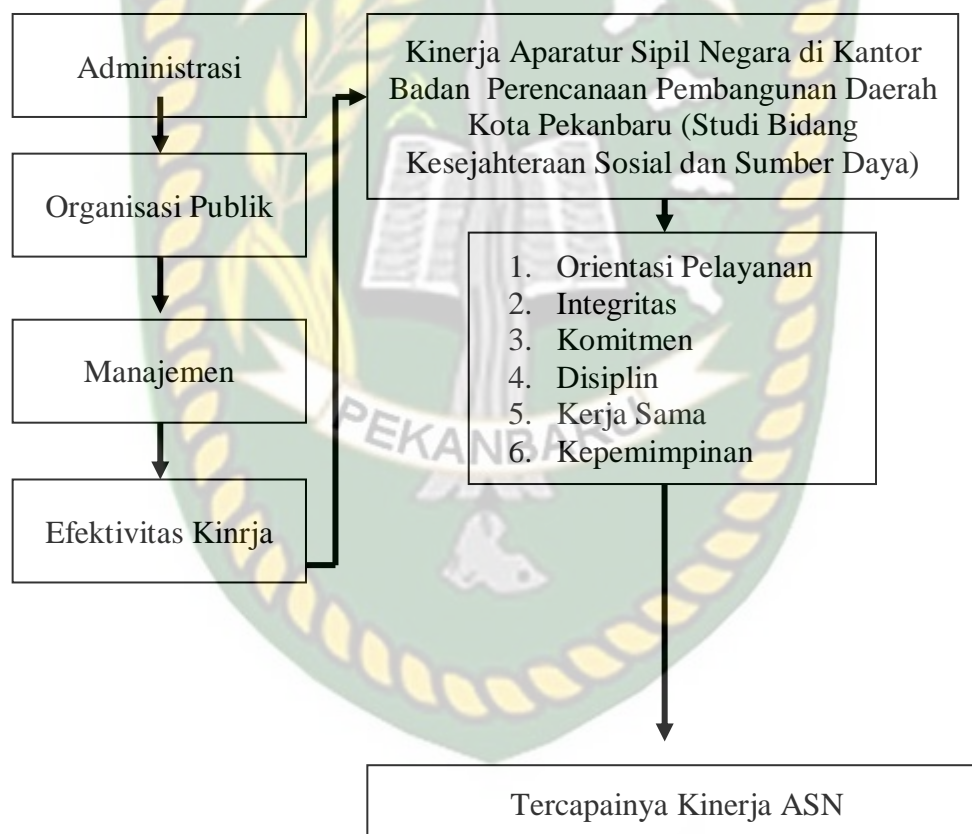 Administrasi
Organisasi Publik
Manajemen
Efektivitas Kinrja
Kinerja Aparatur Sipil Negara di Kantor
Badan Perencanaan Pembangunan Daerah
Kota Pekanbaru (Studi Bidang
Kesejahteraan Sosial dan Sumber Daya)
1. Orientasi Pelayanan
2. Integritas
3. Komitmen
4. Disiplin
5. Kerja Sama
6. Kepemimpinan
PEKANBARU
Tercapainya Kinerja ASN